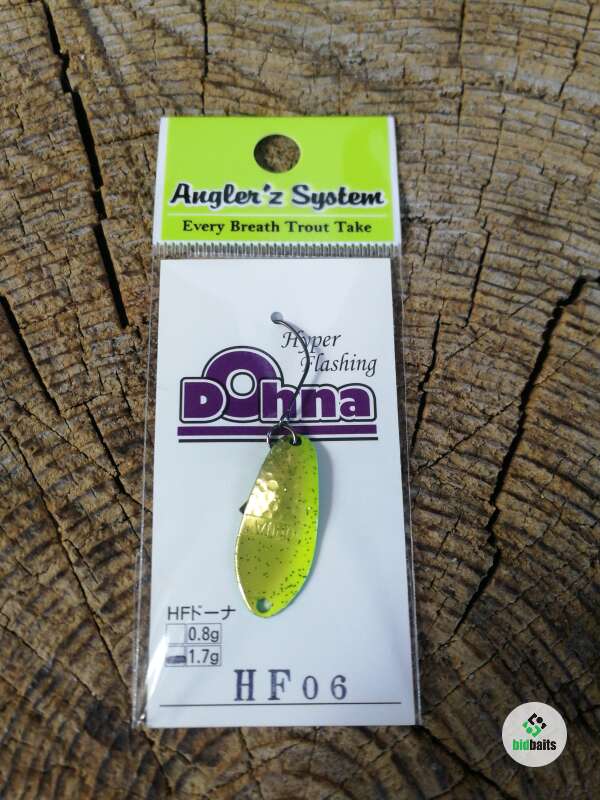 Angler'z System
Every Breath Trout Take
Hyper
Flashing
Dohna
HFドーナ
0.8g
1.7g
HF06
bidbaits